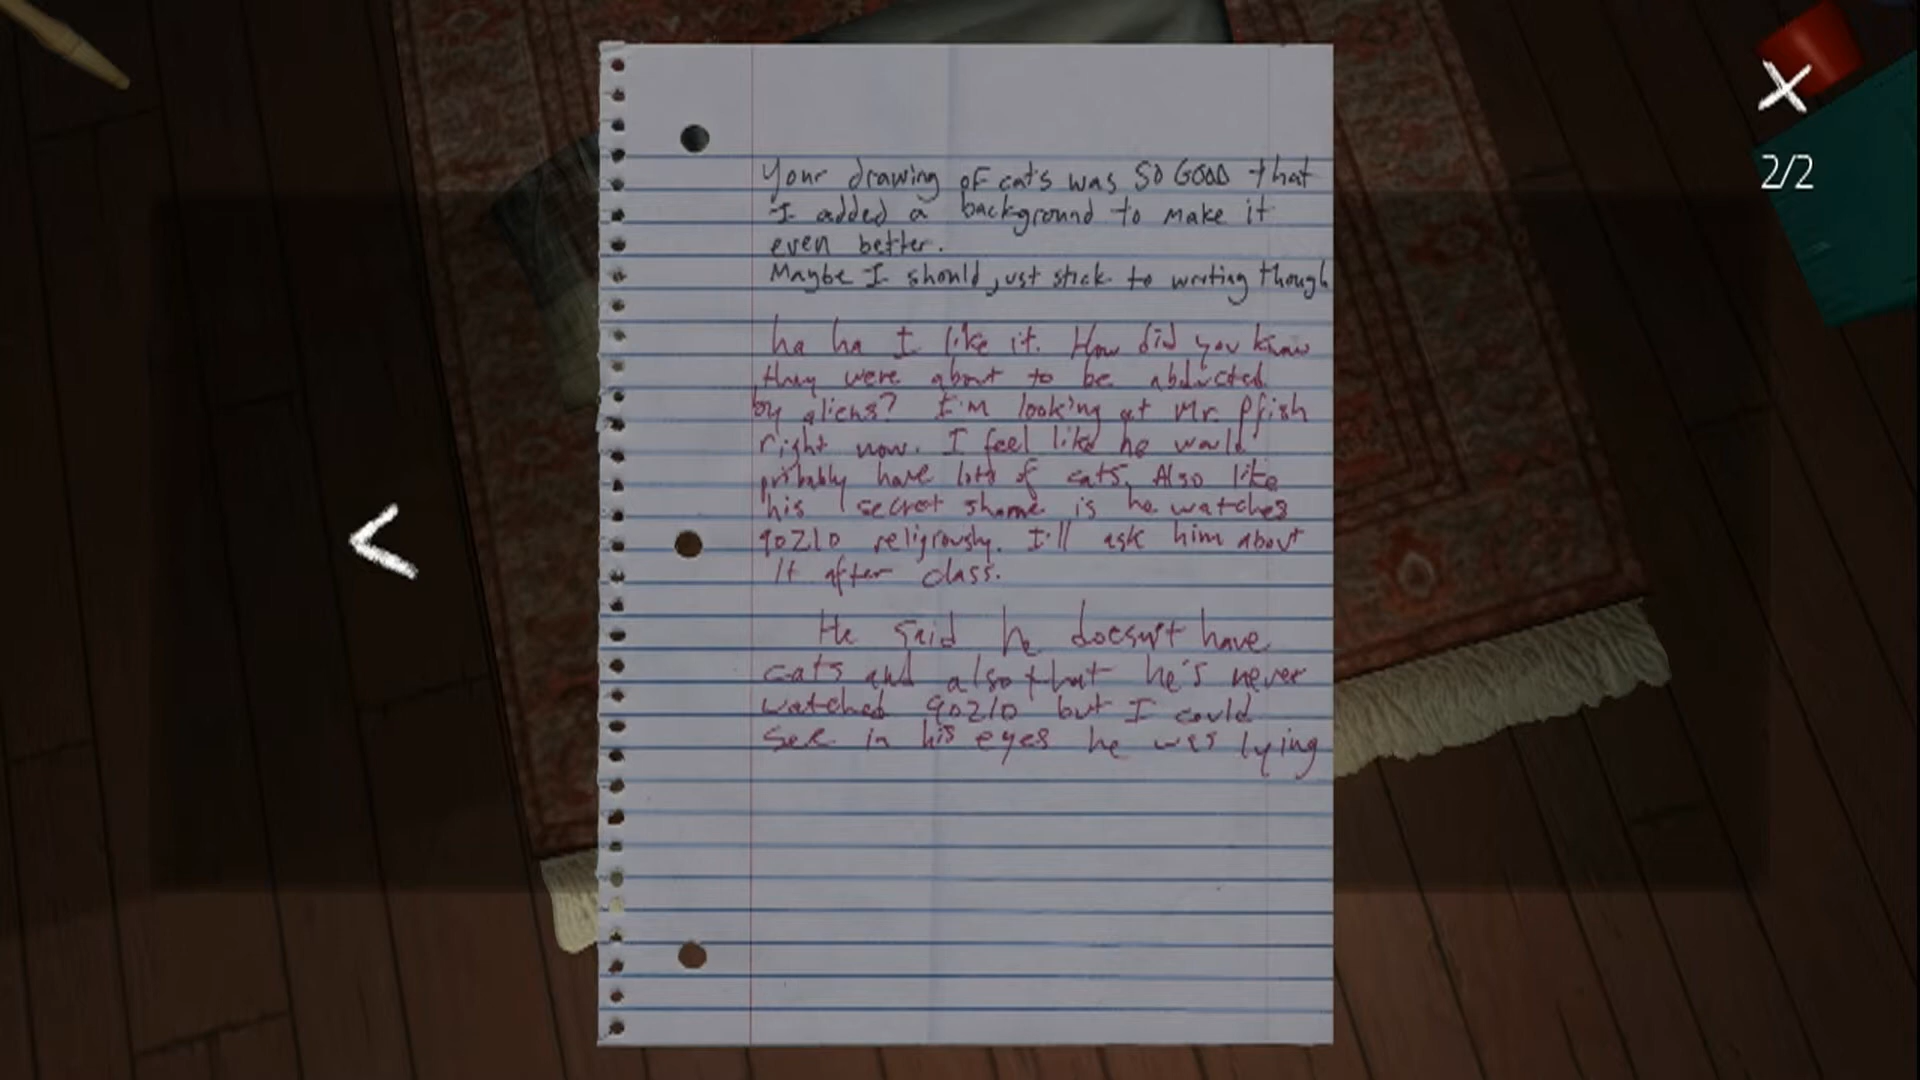 2/2
Your drawing of cats was SO GOOD that
I added a background to make it
even better.
Maybe I should just stick to writing though
ha ha I like it. How did you know
they were about to be abducted
by aliens? I'm looking at Mr. Pfish
right now. I feel like he would
probably have lots of cats. Also like
his secret shame is he watches
90210 religiously. I'll ask him about
it after class.
He said he doesn't have
cats and also that he's never
watched 90210 but I could
see in his eyes he was lying